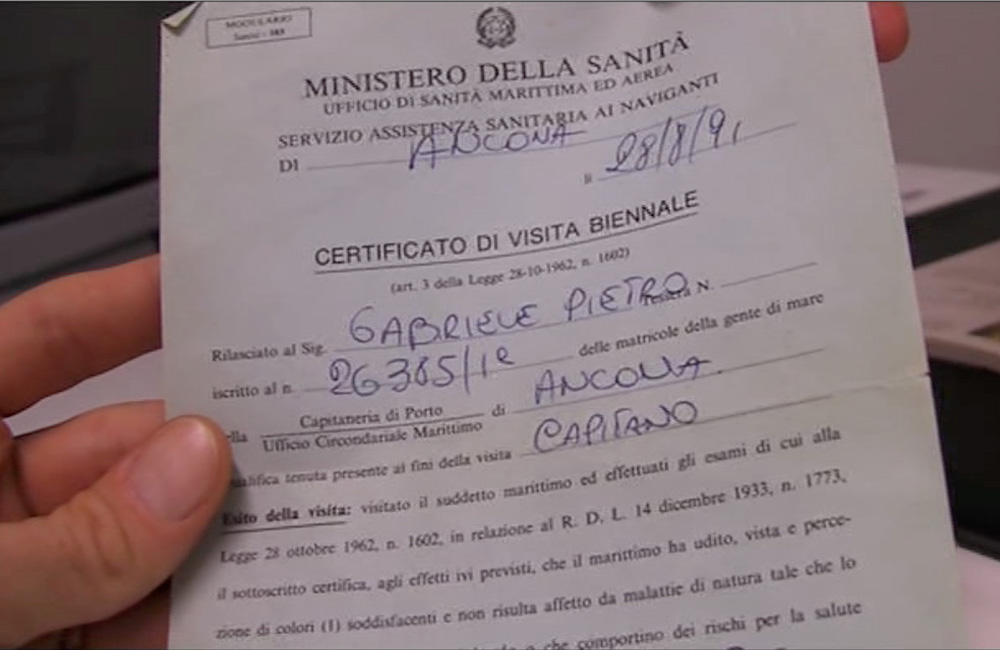 MODULARIO
Sanità - 103
MINISTERO DELLA SANITÀ
UFFICIO DI SANITÀ MARITTIMA ED AEREA
SERVIZIO ASSISTENZA SANITARIA AI NAVIGANTI
DI ANCONA
li 28/8/91
CERTIFICATO DI VISITA BIENNALE
(art. 3 della Legge 28-10-1962, n. 1602)
Rilasciato al Sig. GABRIELE PIETRO tessera N.
iscritto al n. 26385/1ª delle matricole della gente di mare
lla Capitaneria di Porto di ANCONA
Ufficio Circondariale Marittimo
ualifica tenuta presente ai fini della visita CAPITANO
Esito della visita: visitato il suddetto marittimo ed effettuati gli esami di cui alla
Legge 28 ottobre 1962, n. 1602, in relazione al R. D. L. 14 dicembre 1933, n. 1773,
il sottoscritto certifica, agli effetti ivi previsti, che il marittimo ha udito, vista e perce-
zione di colori (1) soddisfacenti e non risulta affetto da malattie di natura tale che lo
o che comportino dei rischi per la salute